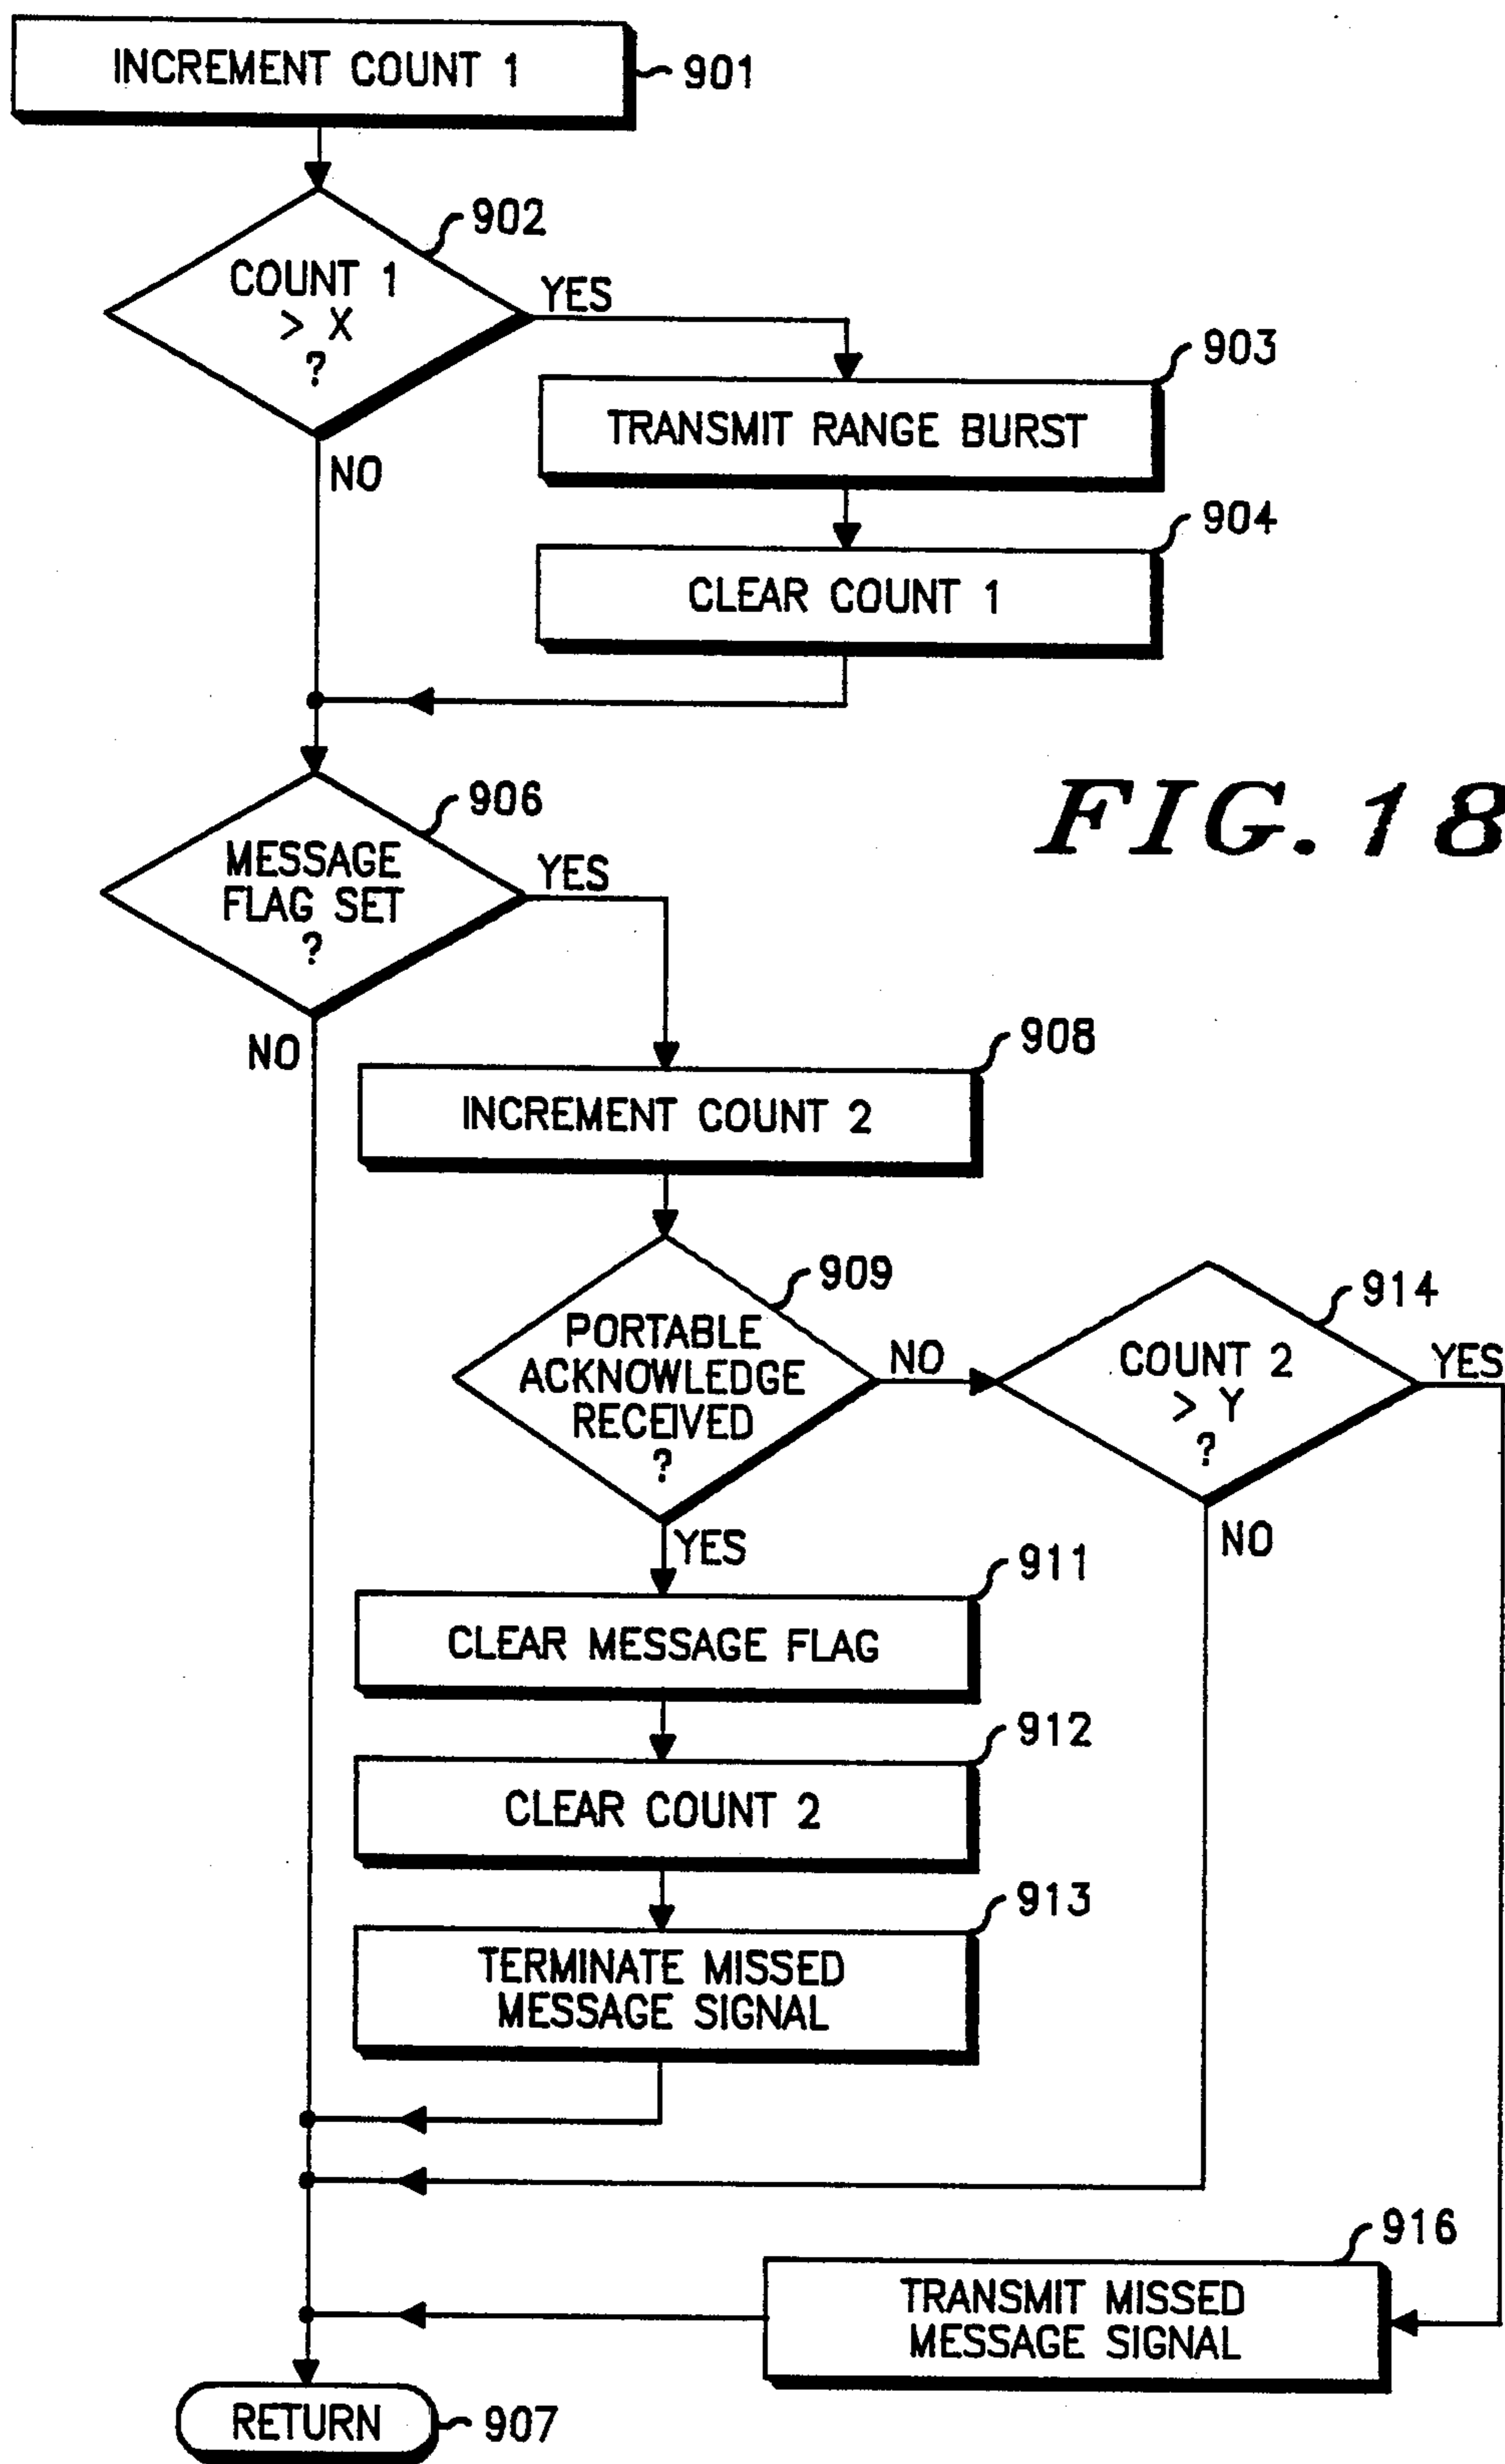 INCREMENT COUNT 1
901
902
COUNT 1
> X
?
YES
NO
903
TRANSMIT RANGE BURST
904
CLEAR COUNT 1
FIG. 18
906
MESSAGE
FLAG SET
?
YES
NO
908
INCREMENT COUNT 2
909
PORTABLE
ACKNOWLEDGE
RECEIVED
?
NO
YES
914
COUNT 2
> Y
?
YES
NO
911
CLEAR MESSAGE FLAG
912
CLEAR COUNT 2
913
TERMINATE MISSED
MESSAGE SIGNAL
916
TRANSMIT MISSED
MESSAGE SIGNAL
RETURN
907